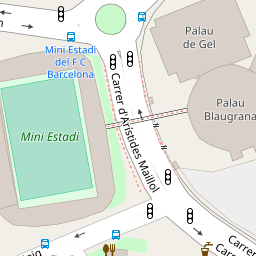 Palau
de Gel
Mini Estadi
del F C
Barcelona
Carrer d'Arístides Maillol
Palau
Blaugrana
Mini Estadi
Carrer